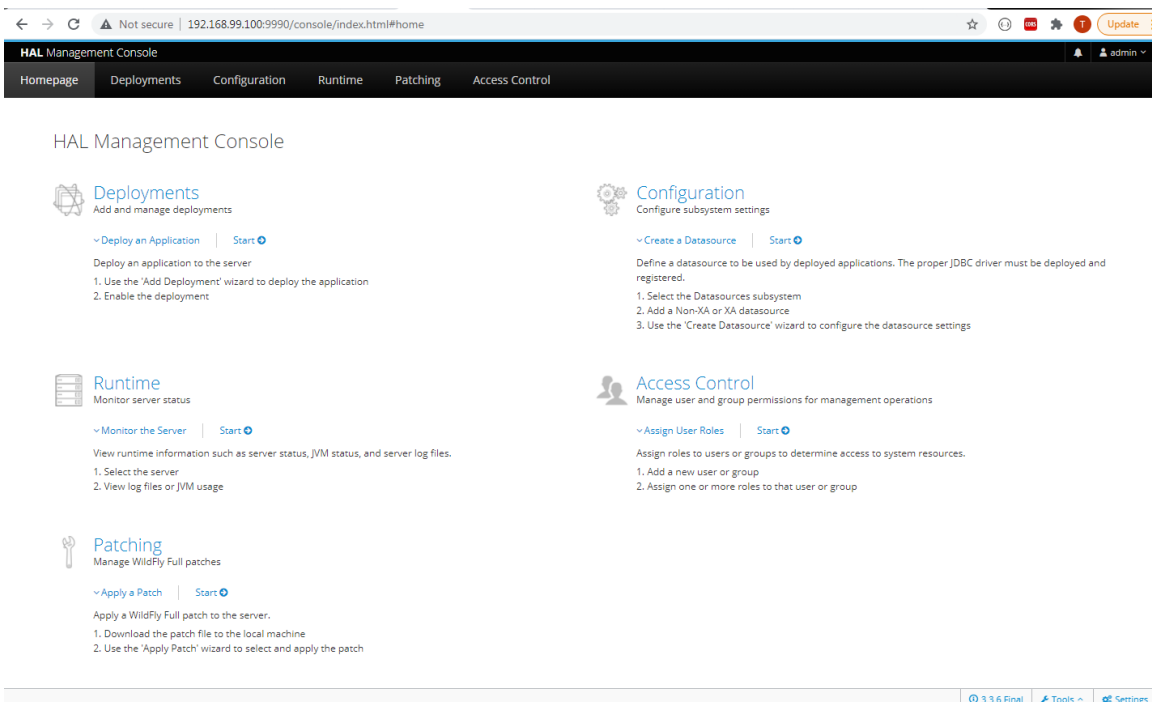 Not secure | 192.168.99.100:9990/console/index.html#home
CORS
T
Update
HAL Management Console
admin
Homepage Deployments Configuration Runtime Patching Access Control
HAL Management Console
Deployments
Add and manage deployments
Deploy an Application Start
Deploy an application to the server
1. Use the 'Add Deployment' wizard to deploy the application
2. Enable the deployment
Configuration
Configure subsystem settings
Create a Datasource Start
Define a datasource to be used by deployed applications. The proper JDBC driver must be deployed and
registered.
1. Select the Datasources subsystem
2. Add a Non-XA or XA datasource
3. Use the 'Create Datasource' wizard to configure the datasource settings
Runtime
Monitor server status
Monitor the Server Start
View runtime information such as server status, JVM status, and server log files.
1. Select the server
2. View log files or JVM usage
Access Control
Manage user and group permissions for management operations
Assign User Roles Start
Assign roles to users or groups to determine access to system resources.
1. Add a new user or group
2. Assign one or more roles to that user or group
Patching
Manage WildFly Full patches
Apply a Patch Start
Apply a WildFly Full patch to the server.
1. Download the patch file to the local machine
2. Use the 'Apply Patch' wizard to select and apply the patch
3.3.6.Final Tools Settings